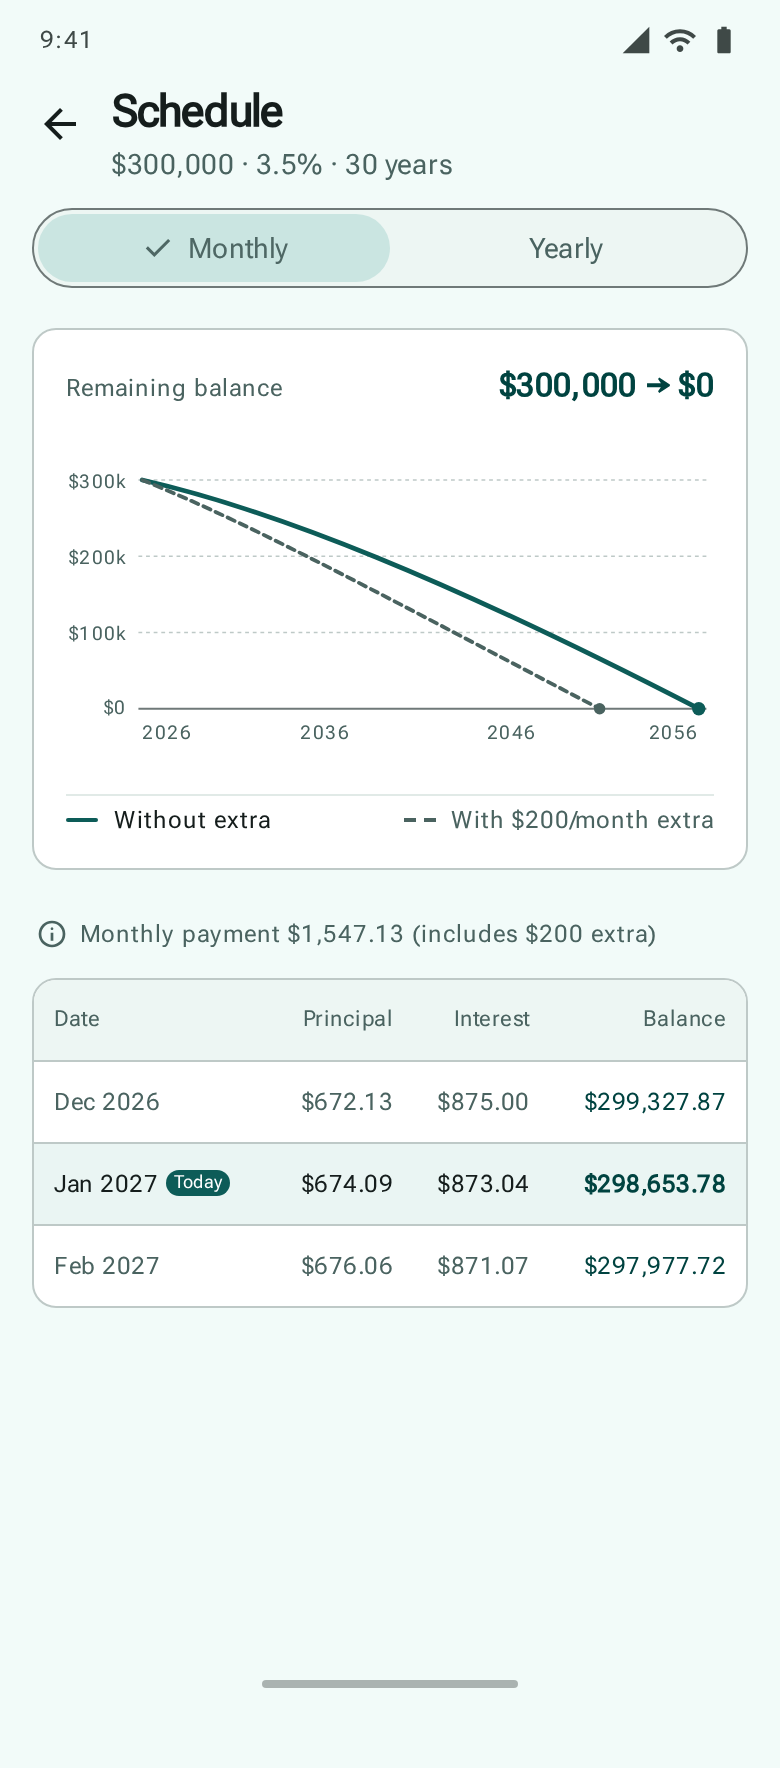 9:41
Schedule
$300,000 · 3.5% · 30 years
Monthly Yearly
Remaining balance $300,000 → $0
$300k
$200k
$100k
$0
2026 2036 2046 2056
Without extra With $200/month extra
Monthly payment $1,547.13 (includes $200 extra)
Date Principal Interest Balance
Dec 2026 $672.13 $875.00 $299,327.87
Jan 2027 Today $674.09 $873.04 $298,653.78
Feb 2027 $676.06 $871.07 $297,977.72